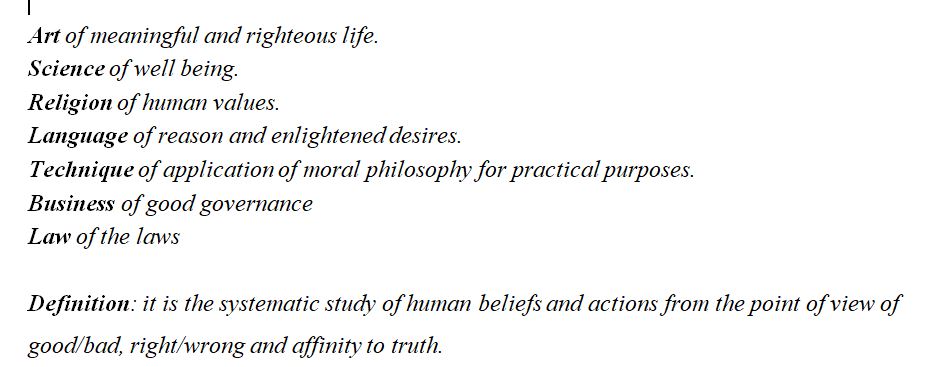 Art of meaningful and righteous life.
Science of well being.
Religion of human values.
Language of reason and enlightened desires.
Technique of application of moral philosophy for practical purposes.
Business of good governance
Law of the laws
Definition: it is the systematic study of human beliefs and actions from the point of view of
good/bad, right/wrong and affinity to truth.